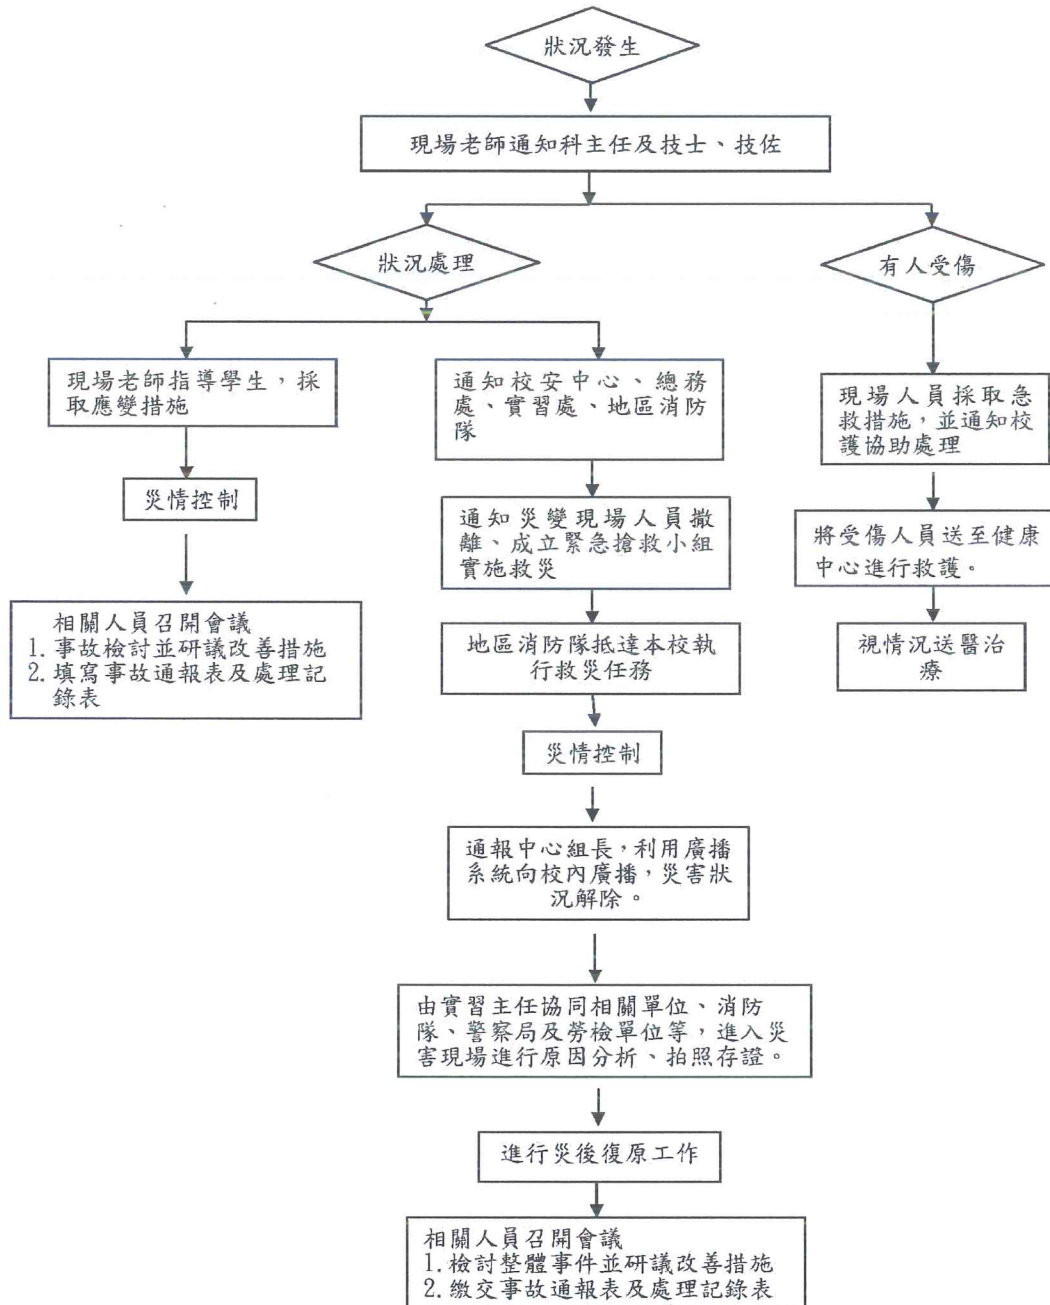 狀況發生
現場老師通知科主任及技士、技佐
狀況處理
有人受傷
現場老師指導學生，採
取應變措施
災情控制
相關人員召開會議
1. 事故檢討並研議改善措施
2. 填寫事故通報表及處理記
錄表
通知校安中心、總務
處、實習處、地區消防
隊
通知災變現場人員撤
離、成立緊急搶救小組
實施救災
地區消防隊抵達本校執
行救災任務
災情控制
通報中心組長，利用廣播
系統向校內廣播，災害狀
況解除。
由實習主任協同相關單位、消防
隊、警察局及勞檢單位等，進入災
害現場進行原因分析、拍照存證。
進行災後復原工作
相關人員召開會議
1. 檢討整體事件並研議改善措施
2. 繳交事故通報表及處理記錄表
現場人員採取急
救措施，並通知校
護協助處理
將受傷人員送至健康
中心進行救護。
視情況送醫治
療